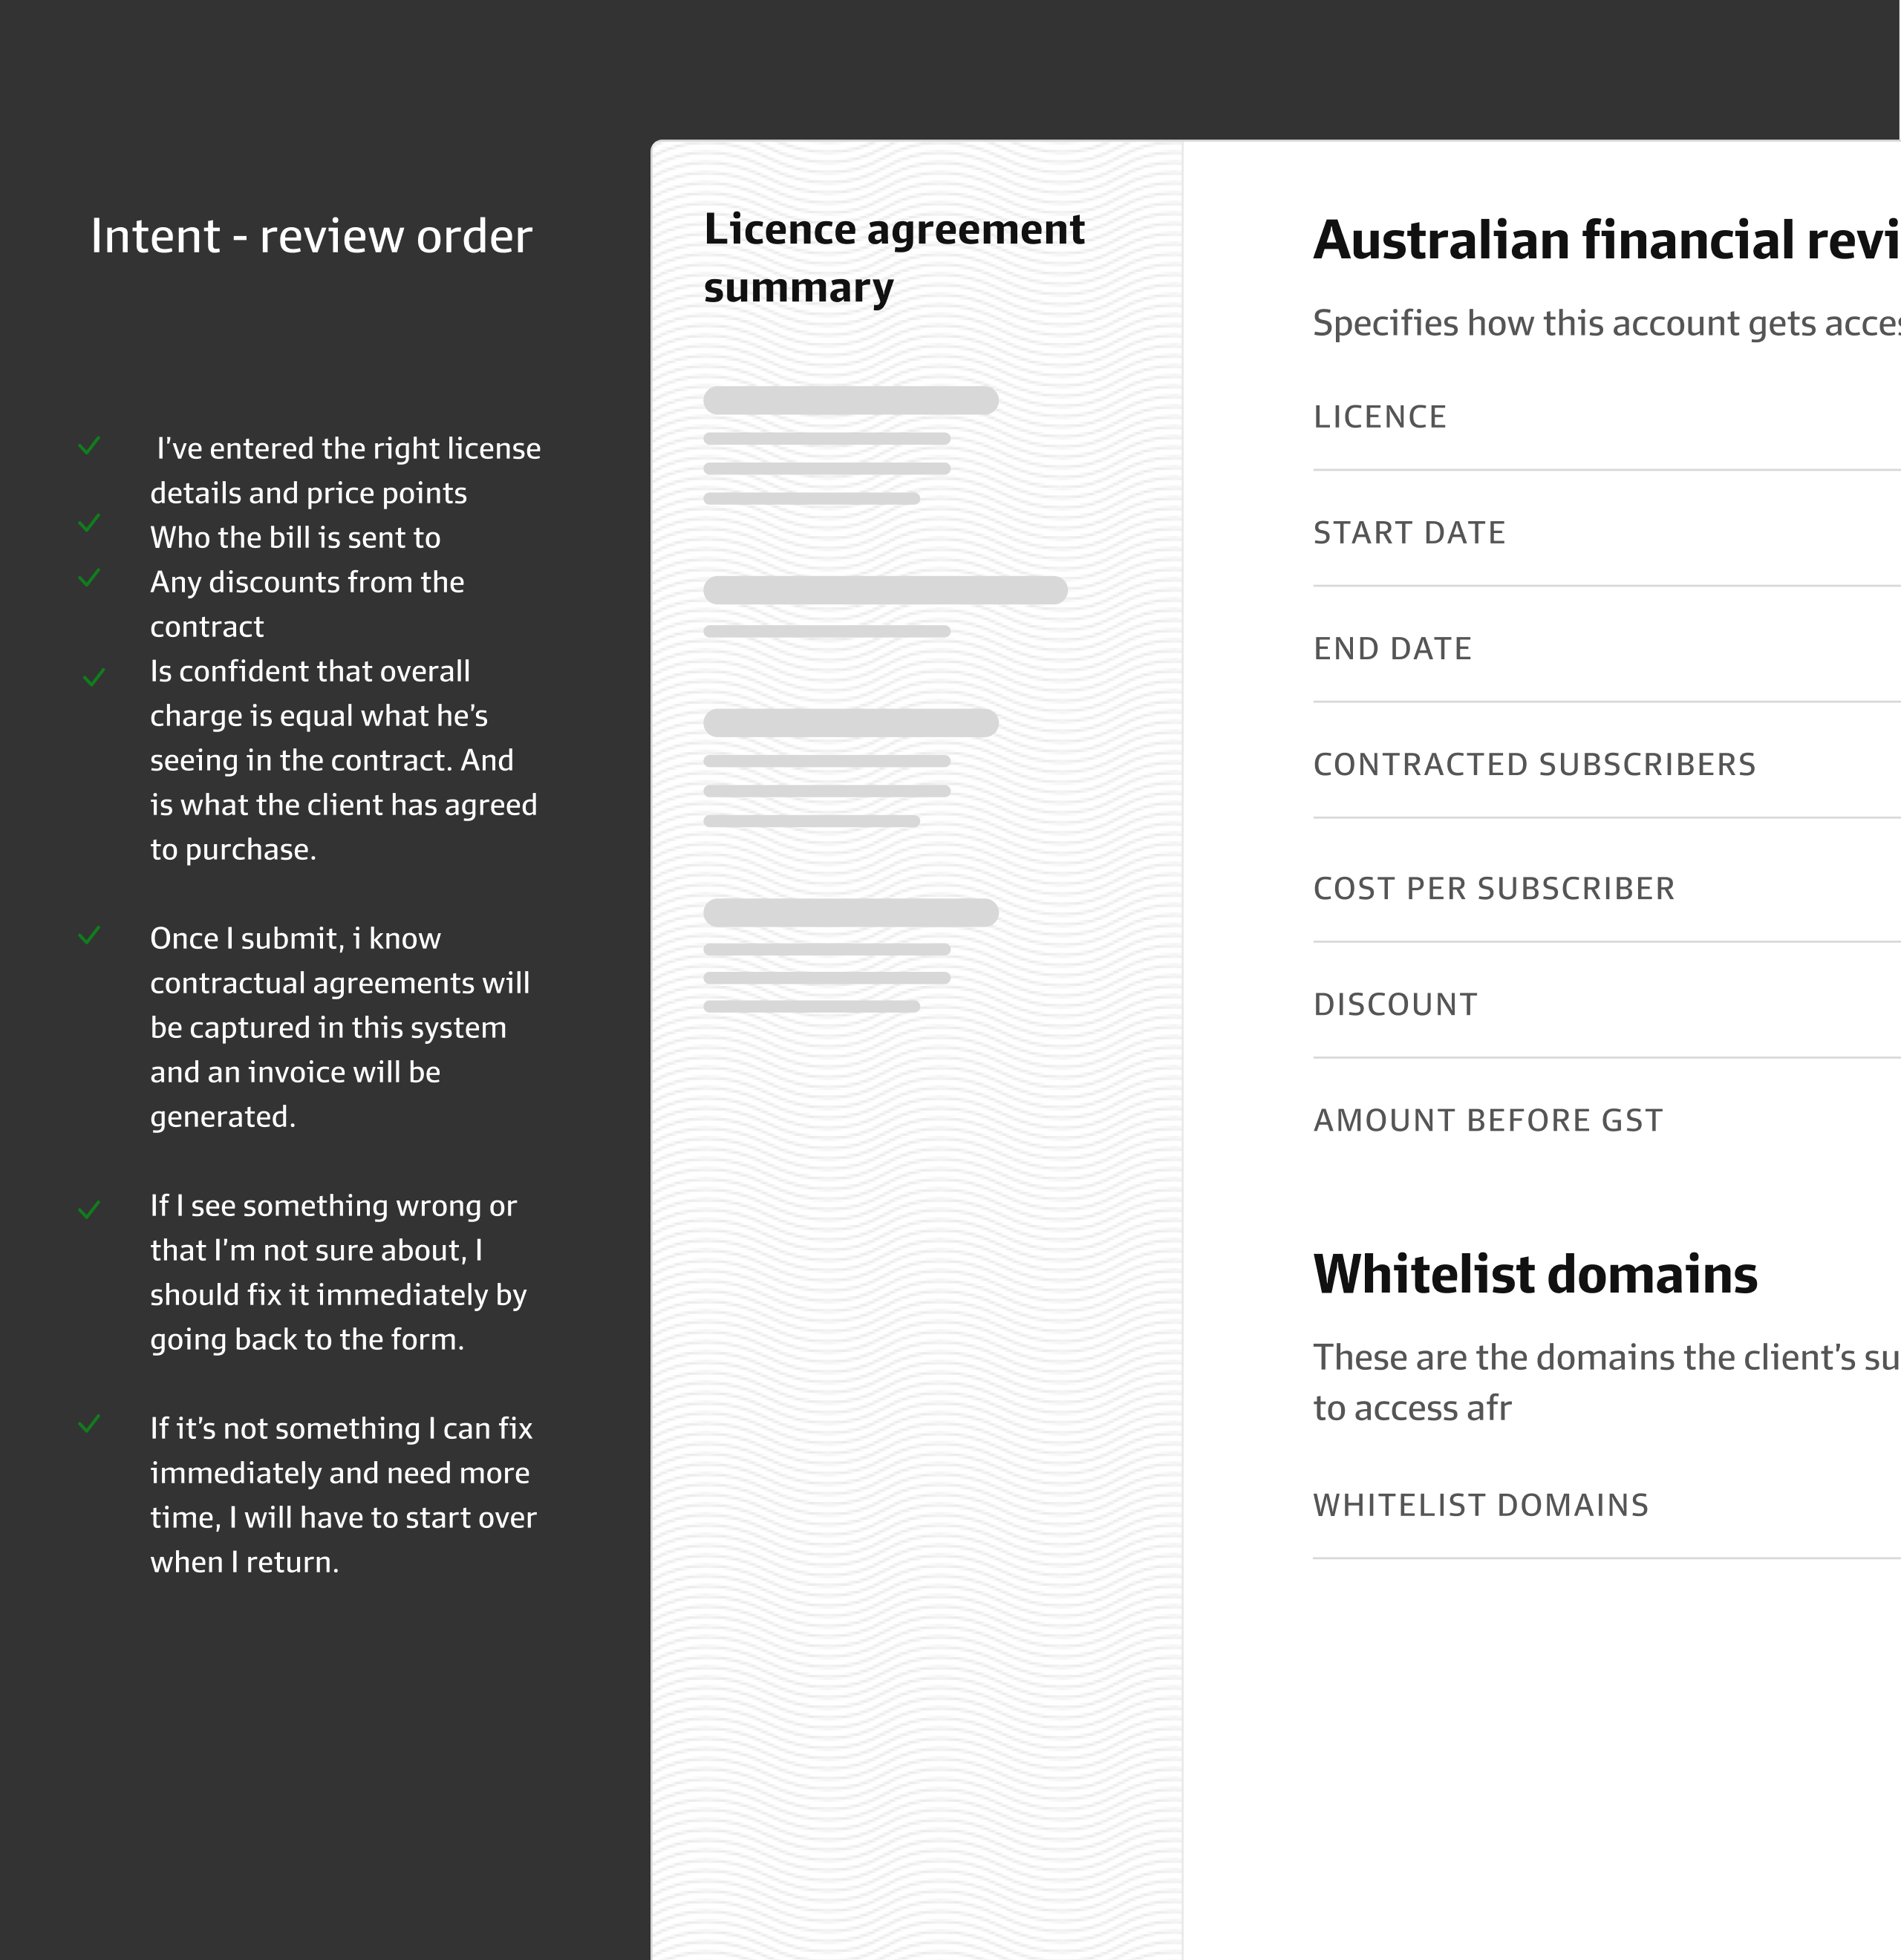 Intent - review order
I’ve entered the right license
details and price points
Who the bill is sent to
Any discounts from the
contract
Is confident that overall
charge is equal what he’s
seeing in the contract. And
is what the client has agreed
to purchase.
Once I submit, i know
contractual agreements will
be captured in this system
and an invoice will be
generated.
If I see something wrong or
that I’m not sure about, I
should fix it immediately by
going back to the form.
If it’s not something I can fix
immediately and need more
time, I will have to start over
when I return.
Licence agreement
summary
Australian financial revi
Specifies how this account gets acces
LICENCE
START DATE
END DATE
CONTRACTED SUBSCRIBERS
COST PER SUBSCRIBER
DISCOUNT
AMOUNT BEFORE GST
Whitelist domains
These are the domains the client’s su
to access afr
WHITELIST DOMAINS